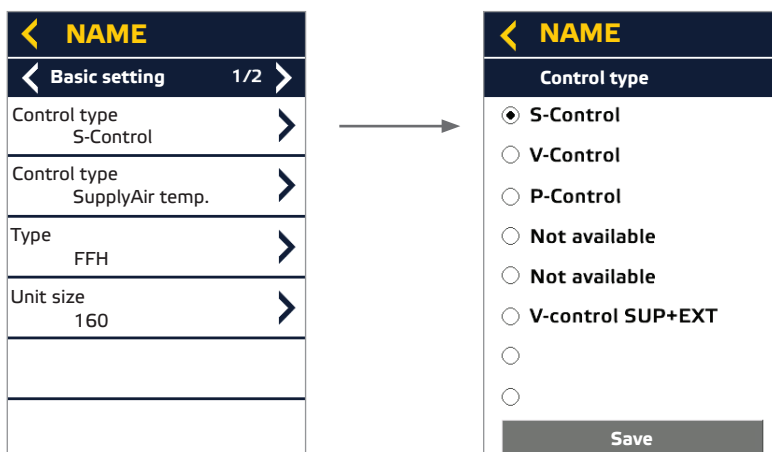 NAME
Basic setting 1/2
Control type
S-Control
Control type
SupplyAir temp.
Type
FFH
Unit size
160
NAME
Control type
S-Control
V-Control
P-Control
Not available
Not available
V-control SUP+EXT
Save